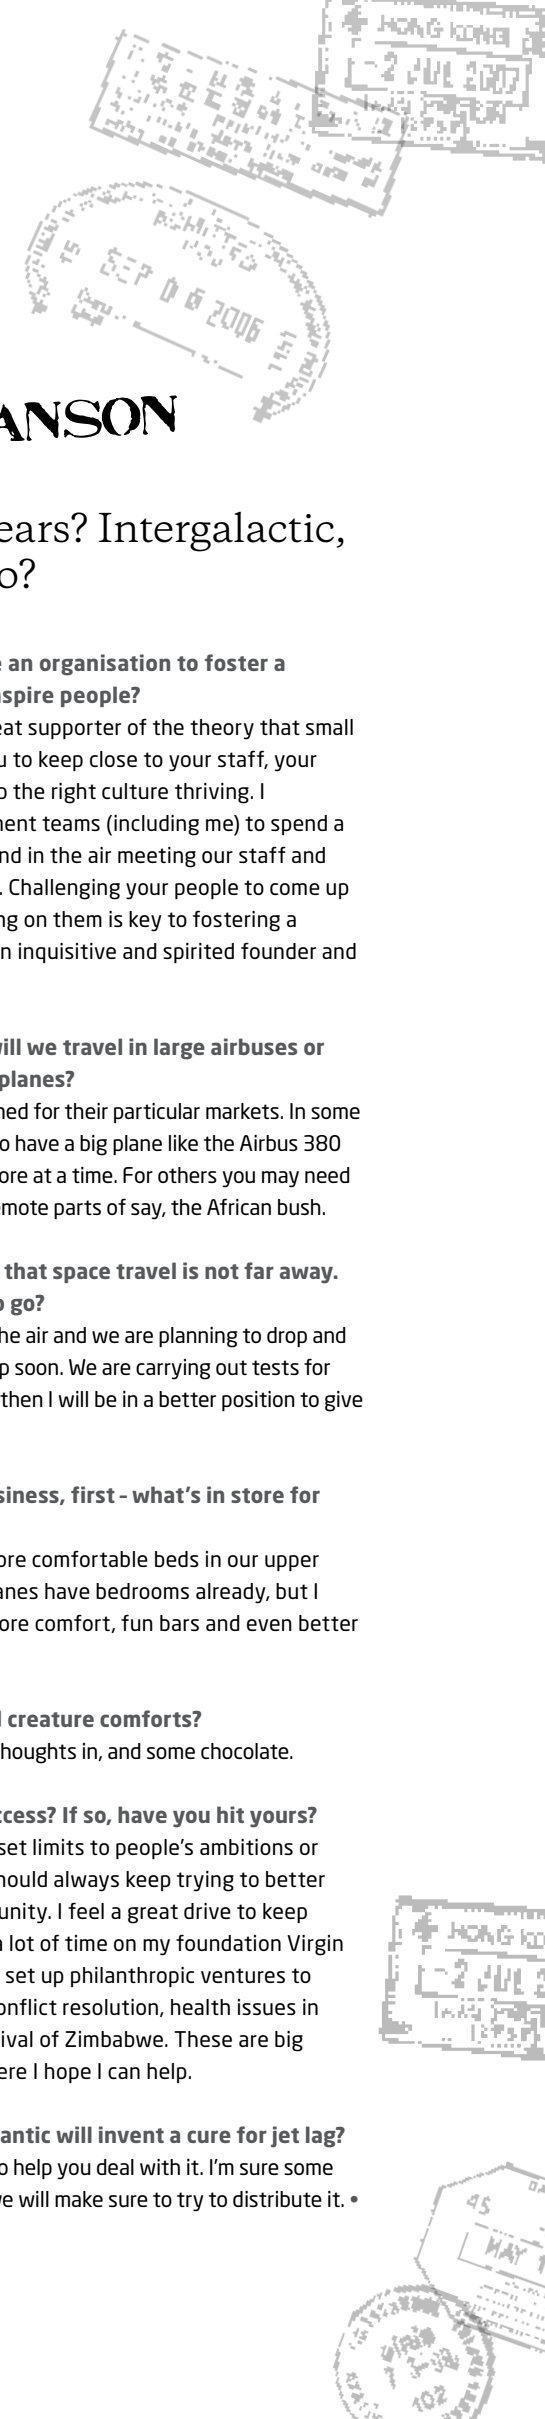 HONG KONG
2 JUL 2007
ADMITTED
SEP 06 2006
ANSON
ears? Intergalactic,
o?
e an organisation to foster a
nspire people?
eat supporter of the theory that small
u to keep close to your staff, your
p the right culture thriving. I
ment teams (including me) to spend a
nd in the air meeting our staff and
. Challenging your people to come up
ng on them is key to fostering a
n inquisitive and spirited founder and
will we travel in large airbuses or
planes?
ned for their particular markets. In some
o have a big plane like the Airbus 380
ore at a time. For others you may need
emote parts of say, the African bush.
that space travel is not far away.
o go?
he air and we are planning to drop and
p soon. We are carrying out tests for
then I will be in a better position to give
siness, first – what's in store for
ore comfortable beds in our upper
anes have bedrooms already, but I
ore comfort, fun bars and even better
d creature comforts?
houghts in, and some chocolate.
ccess? If so, have you hit yours?
set limits to people's ambitions or
hould always keep trying to better
unity. I feel a great drive to keep
a lot of time on my foundation Virgin
set up philanthropic ventures to
onflict resolution, health issues in
ival of Zimbabwe. These are big
ere I hope I can help.
antic will invent a cure for jet lag?
o help you deal with it. I'm sure some
ve will make sure to try to distribute it. •
HONG KO
2 JUL
45
MAY 1
102